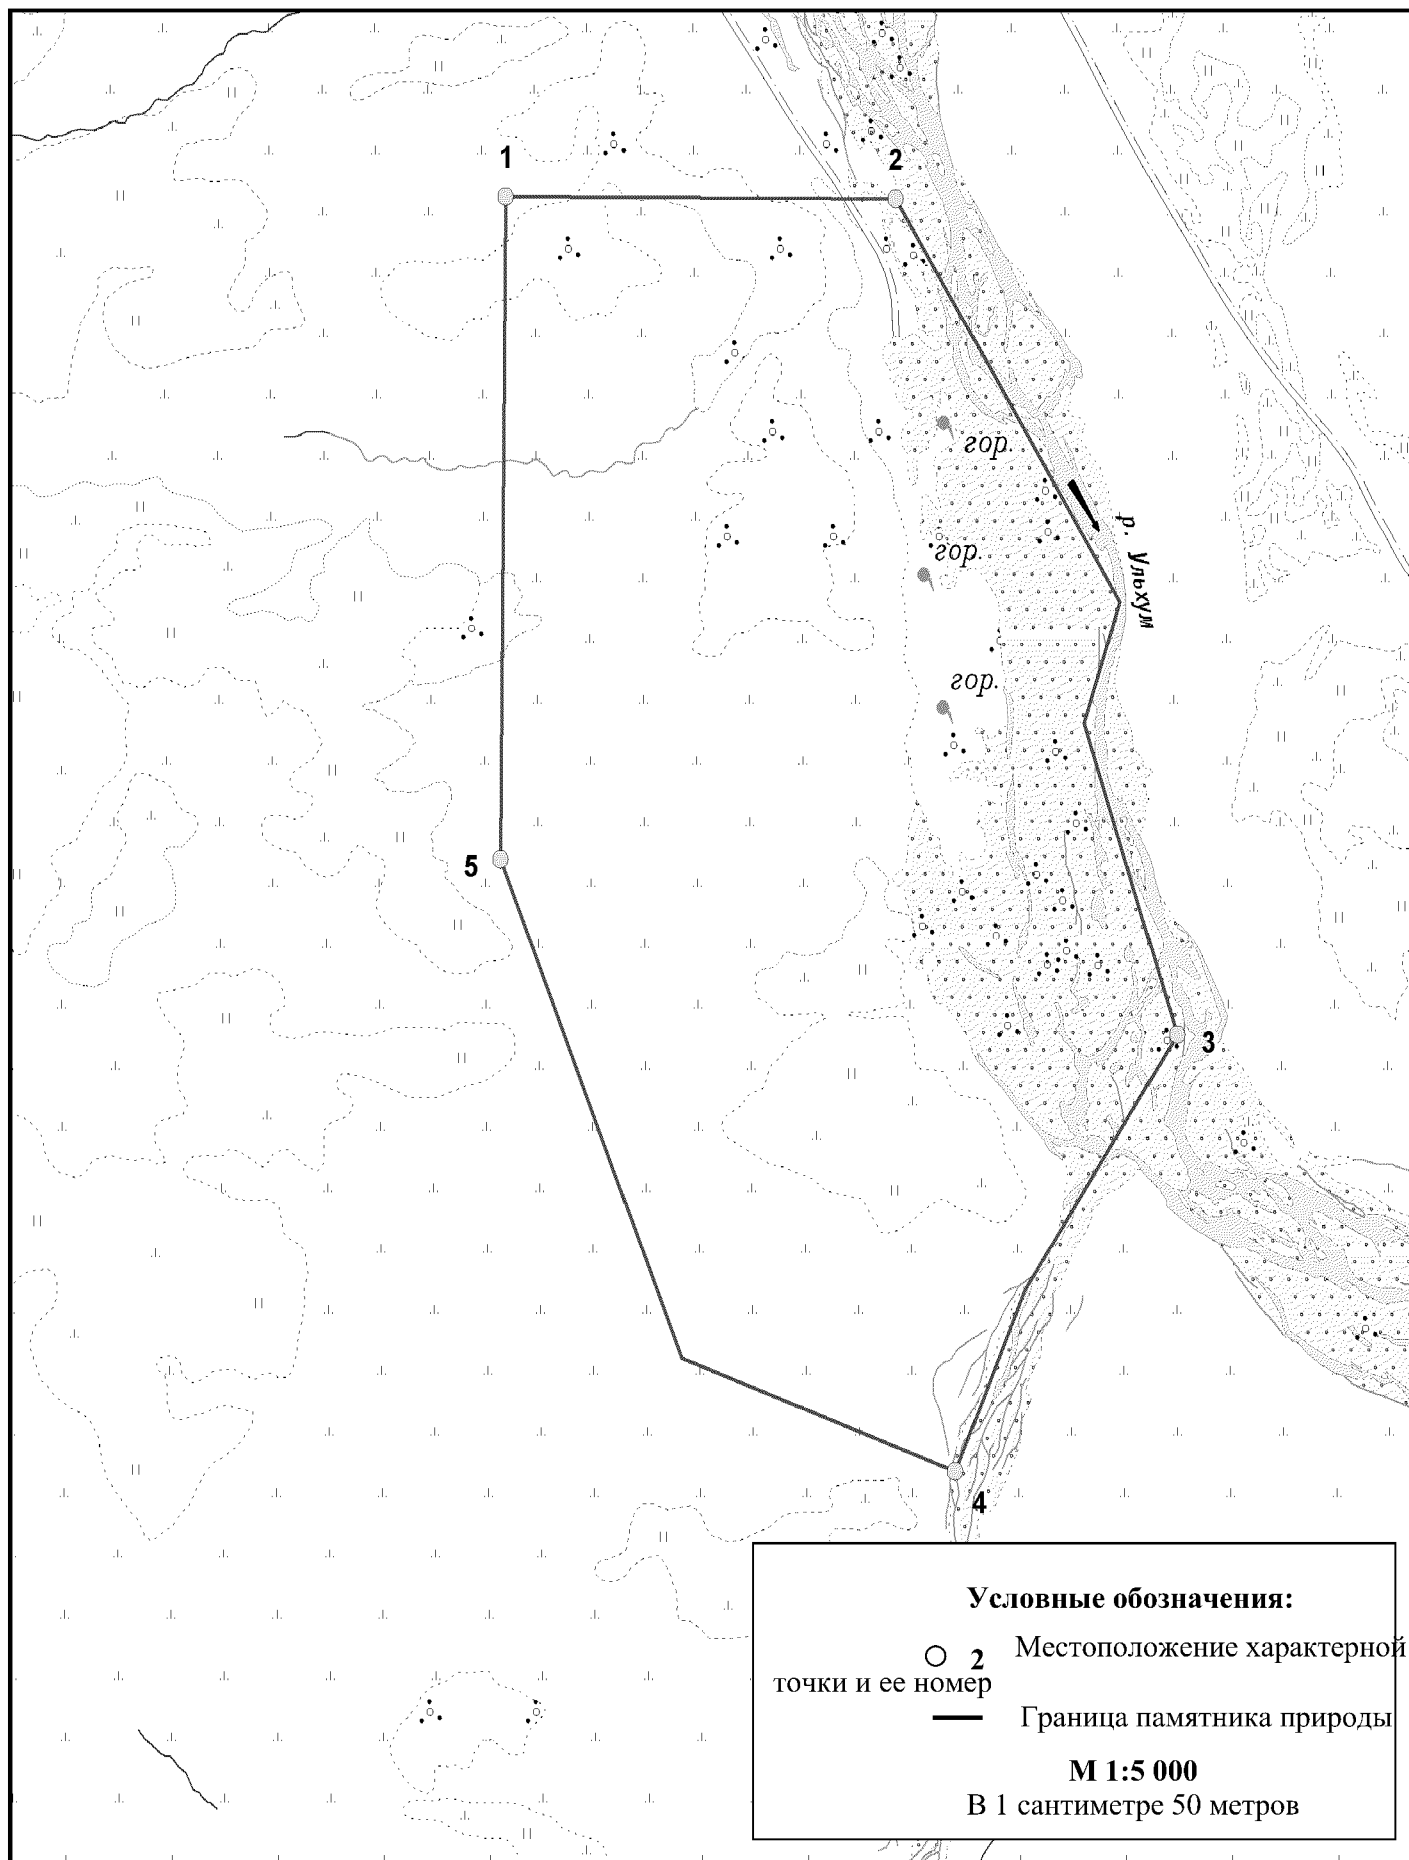 1
2
гор.
р. Ульхум
гор.
гор.
5
3
4
Условные обозначения:
2 Местоположение характерной
точки и ее номер
Граница памятника природы
М 1:5 000
В 1 сантиметре 50 метров